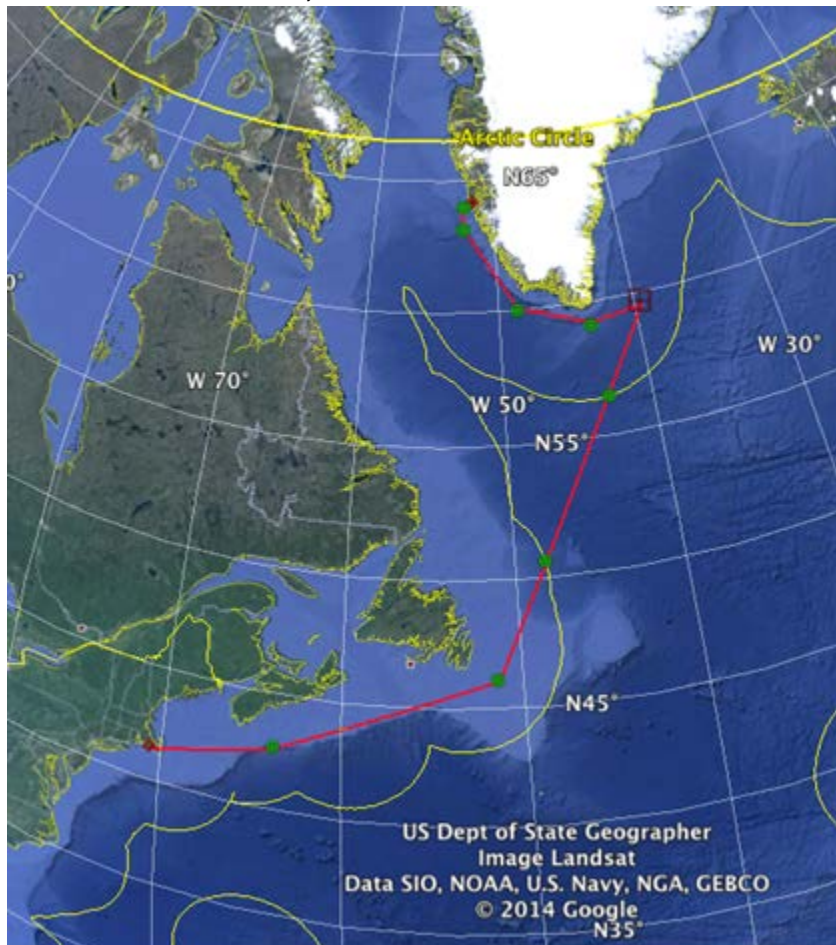 Arctic Circle
N65°
0°
W 30°
W 70°
W 50°
N55°
N45°
US Dept of State Geographer
Image Landsat
Data SIO, NOAA, U.S. Navy, NGA, GEBCO
© 2014 Google
N35°